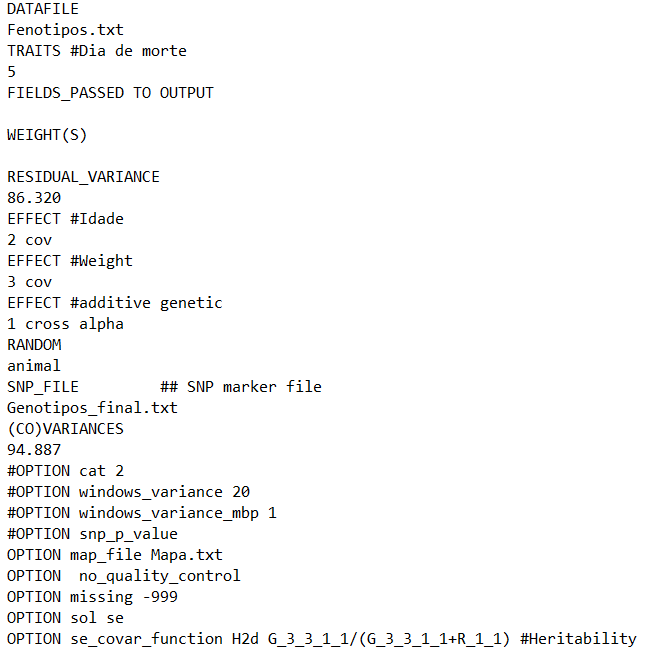 DATAFILE
Fenotipos.txt
TRAITS #Dia de morte
5
FIELDS_PASSED TO OUTPUT
WEIGHT(S)
RESIDUAL_VARIANCE
86.320
EFFECT #Idade
2 cov
EFFECT #Weight
3 cov
EFFECT #additive genetic
1 cross alpha
RANDOM
animal
SNP_FILE         ## SNP marker file
Genotipos_final.txt
(CO)VARIANCES
94.887
#OPTION cat 2
#OPTION windows_variance 20
#OPTION windows_variance_mbp 1
#OPTION snp_p_value
OPTION map_file Mapa.txt
OPTION  no_quality_control
OPTION missing -999
OPTION sol se
OPTION se_covar_function H2d G_3_3_1_1/(G_3_3_1_1+R_1_1) #Heritability